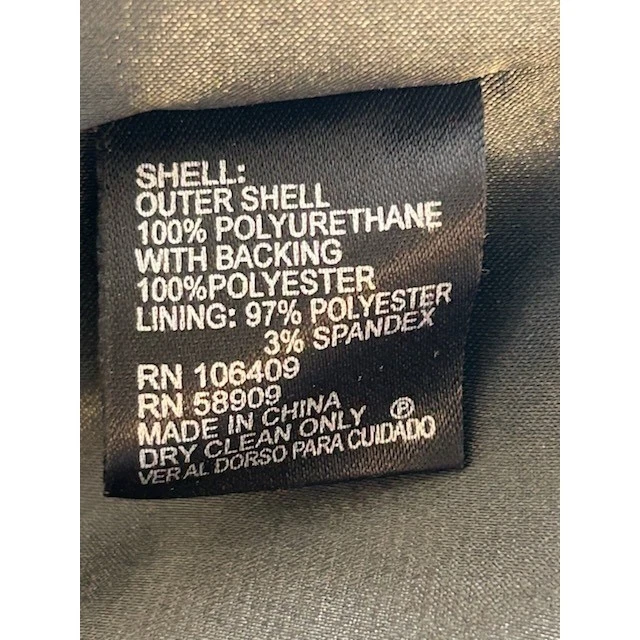 SHELL:
OUTER SHELL
100% POLYURETHANE
WITH BACKING
100%POLYESTER
LINING: 97% POLYESTER
3% SPANDEX
RN 106409
RN 58909
MADE IN CHINA
DRY CLEAN ONLY Ⓟ
VER AL DORSO PARA CUIDADO